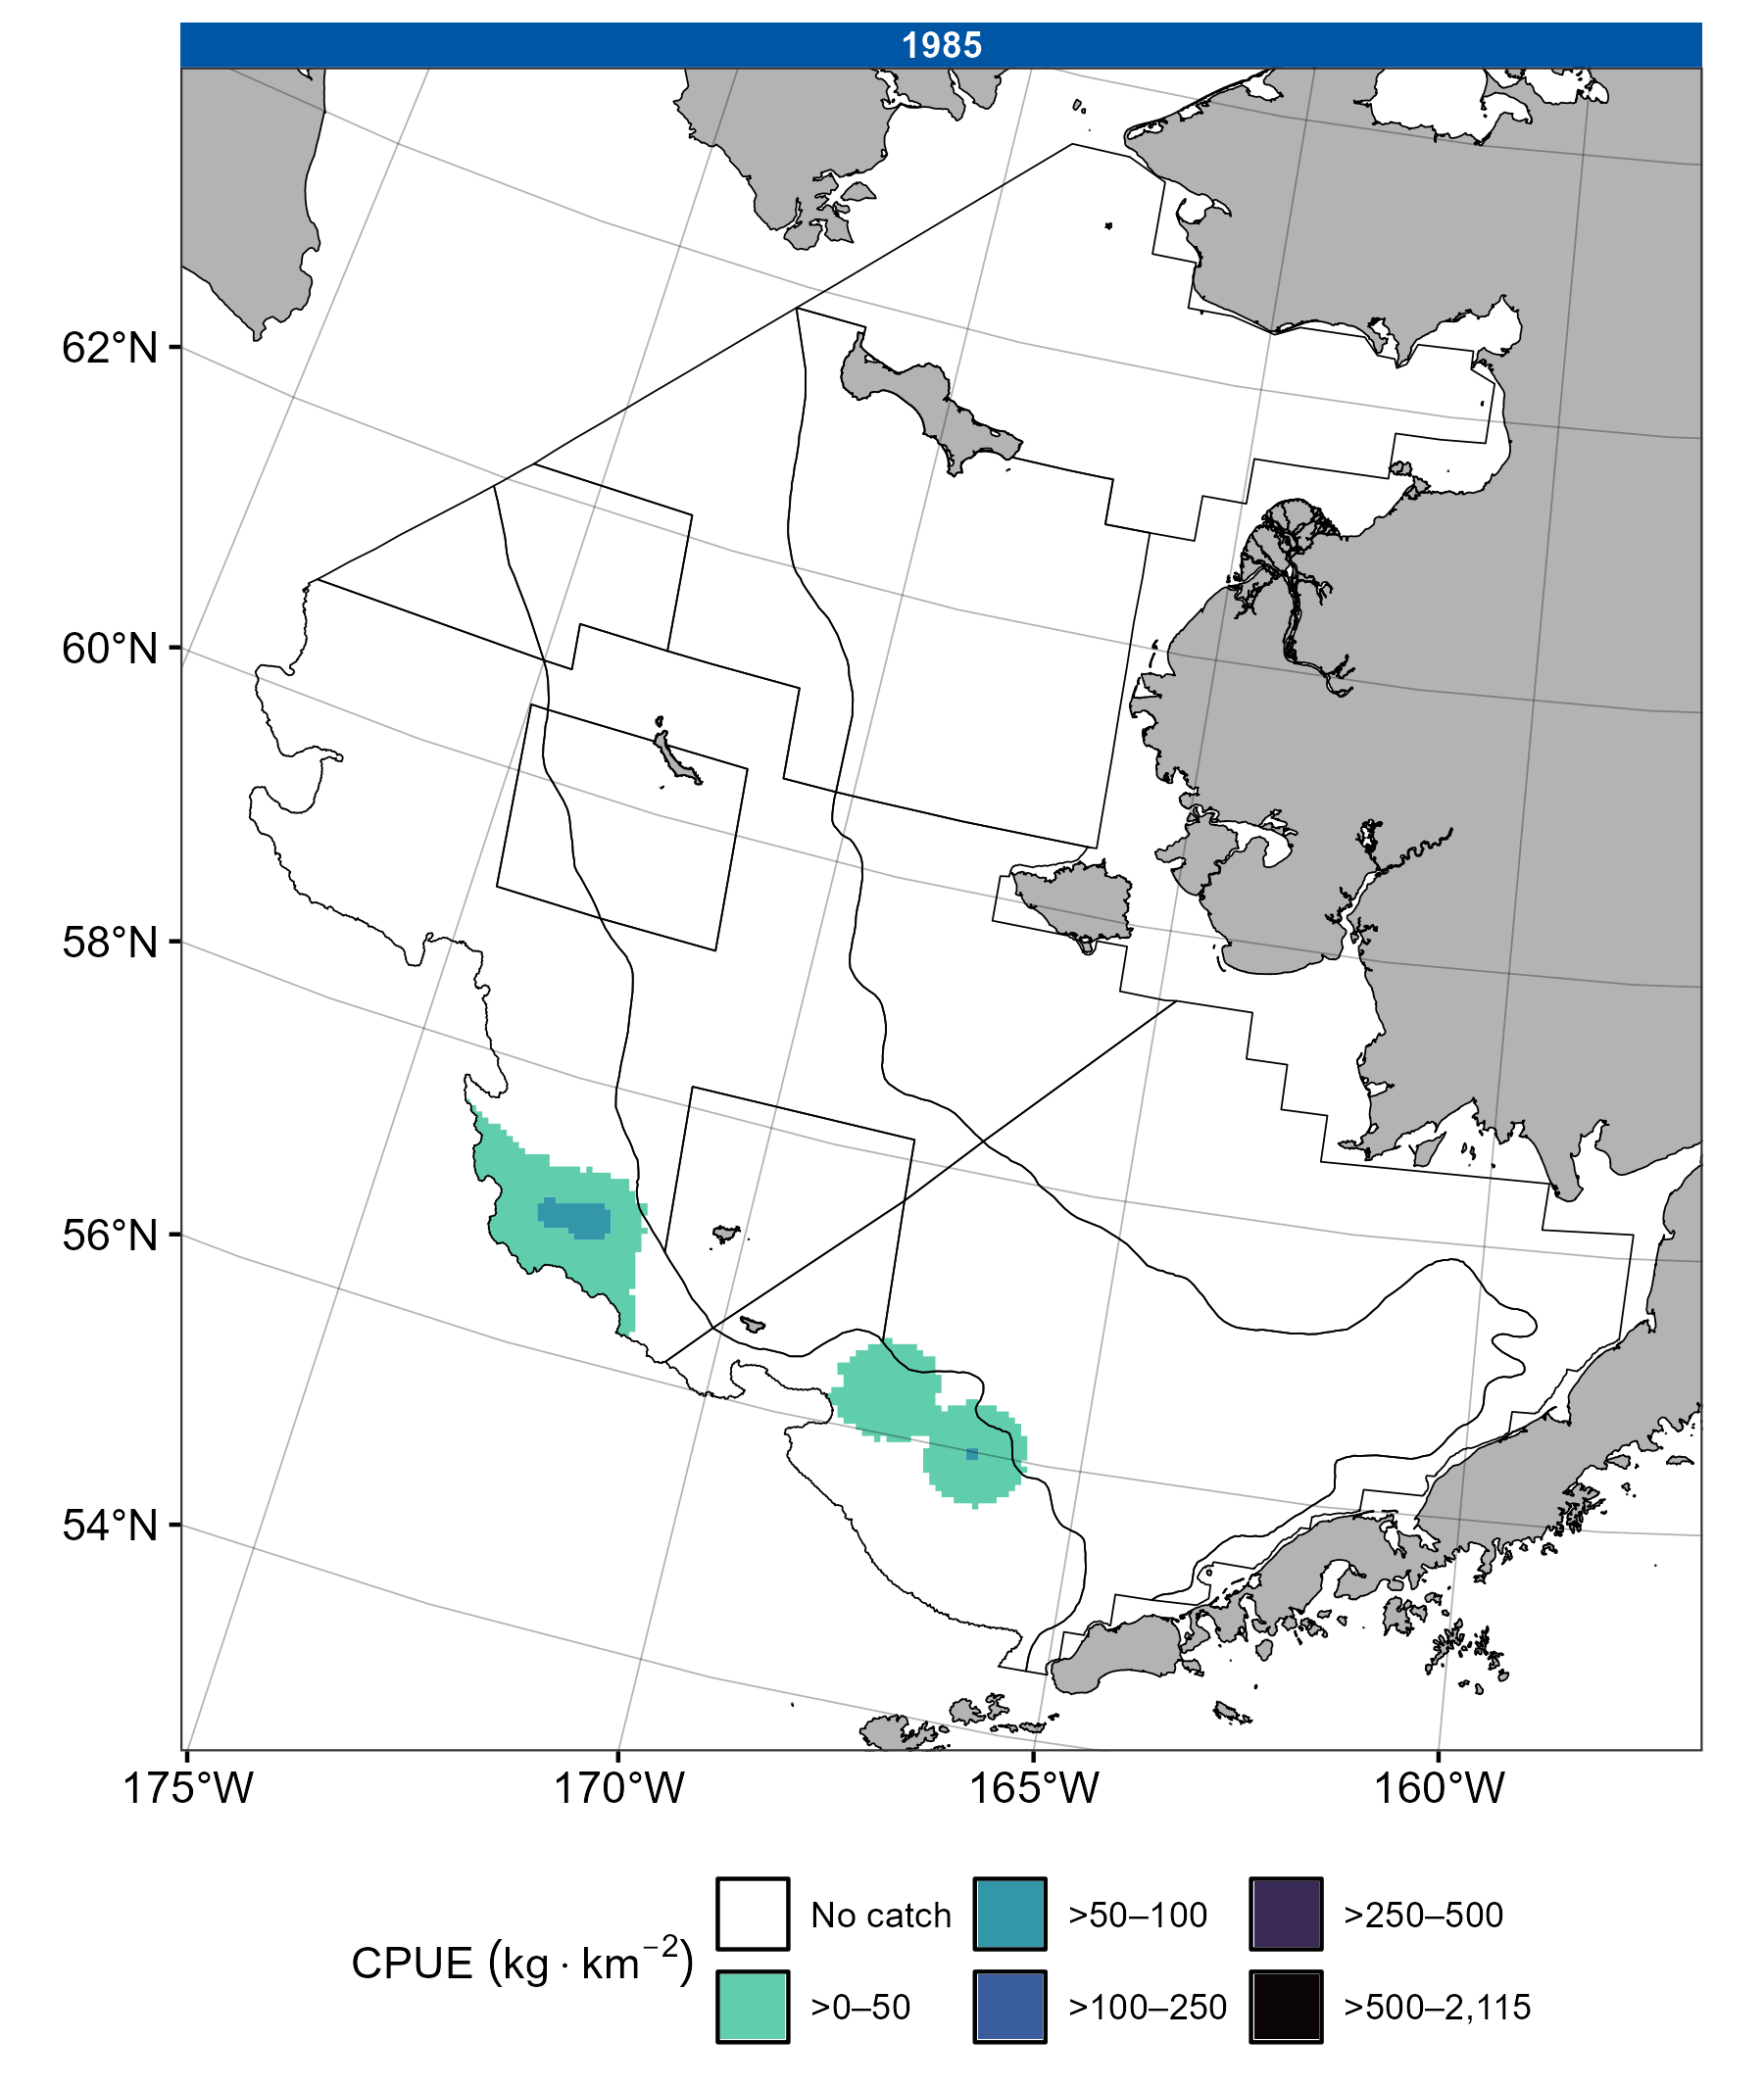 1985
62°N
60°N
58°N
56°N
54°N
175°W 170°W 165°W 160°W
No catch >50–100 >250–500
CPUE (kg · km⁻²)
>0–50 >100–250 >500–2,115